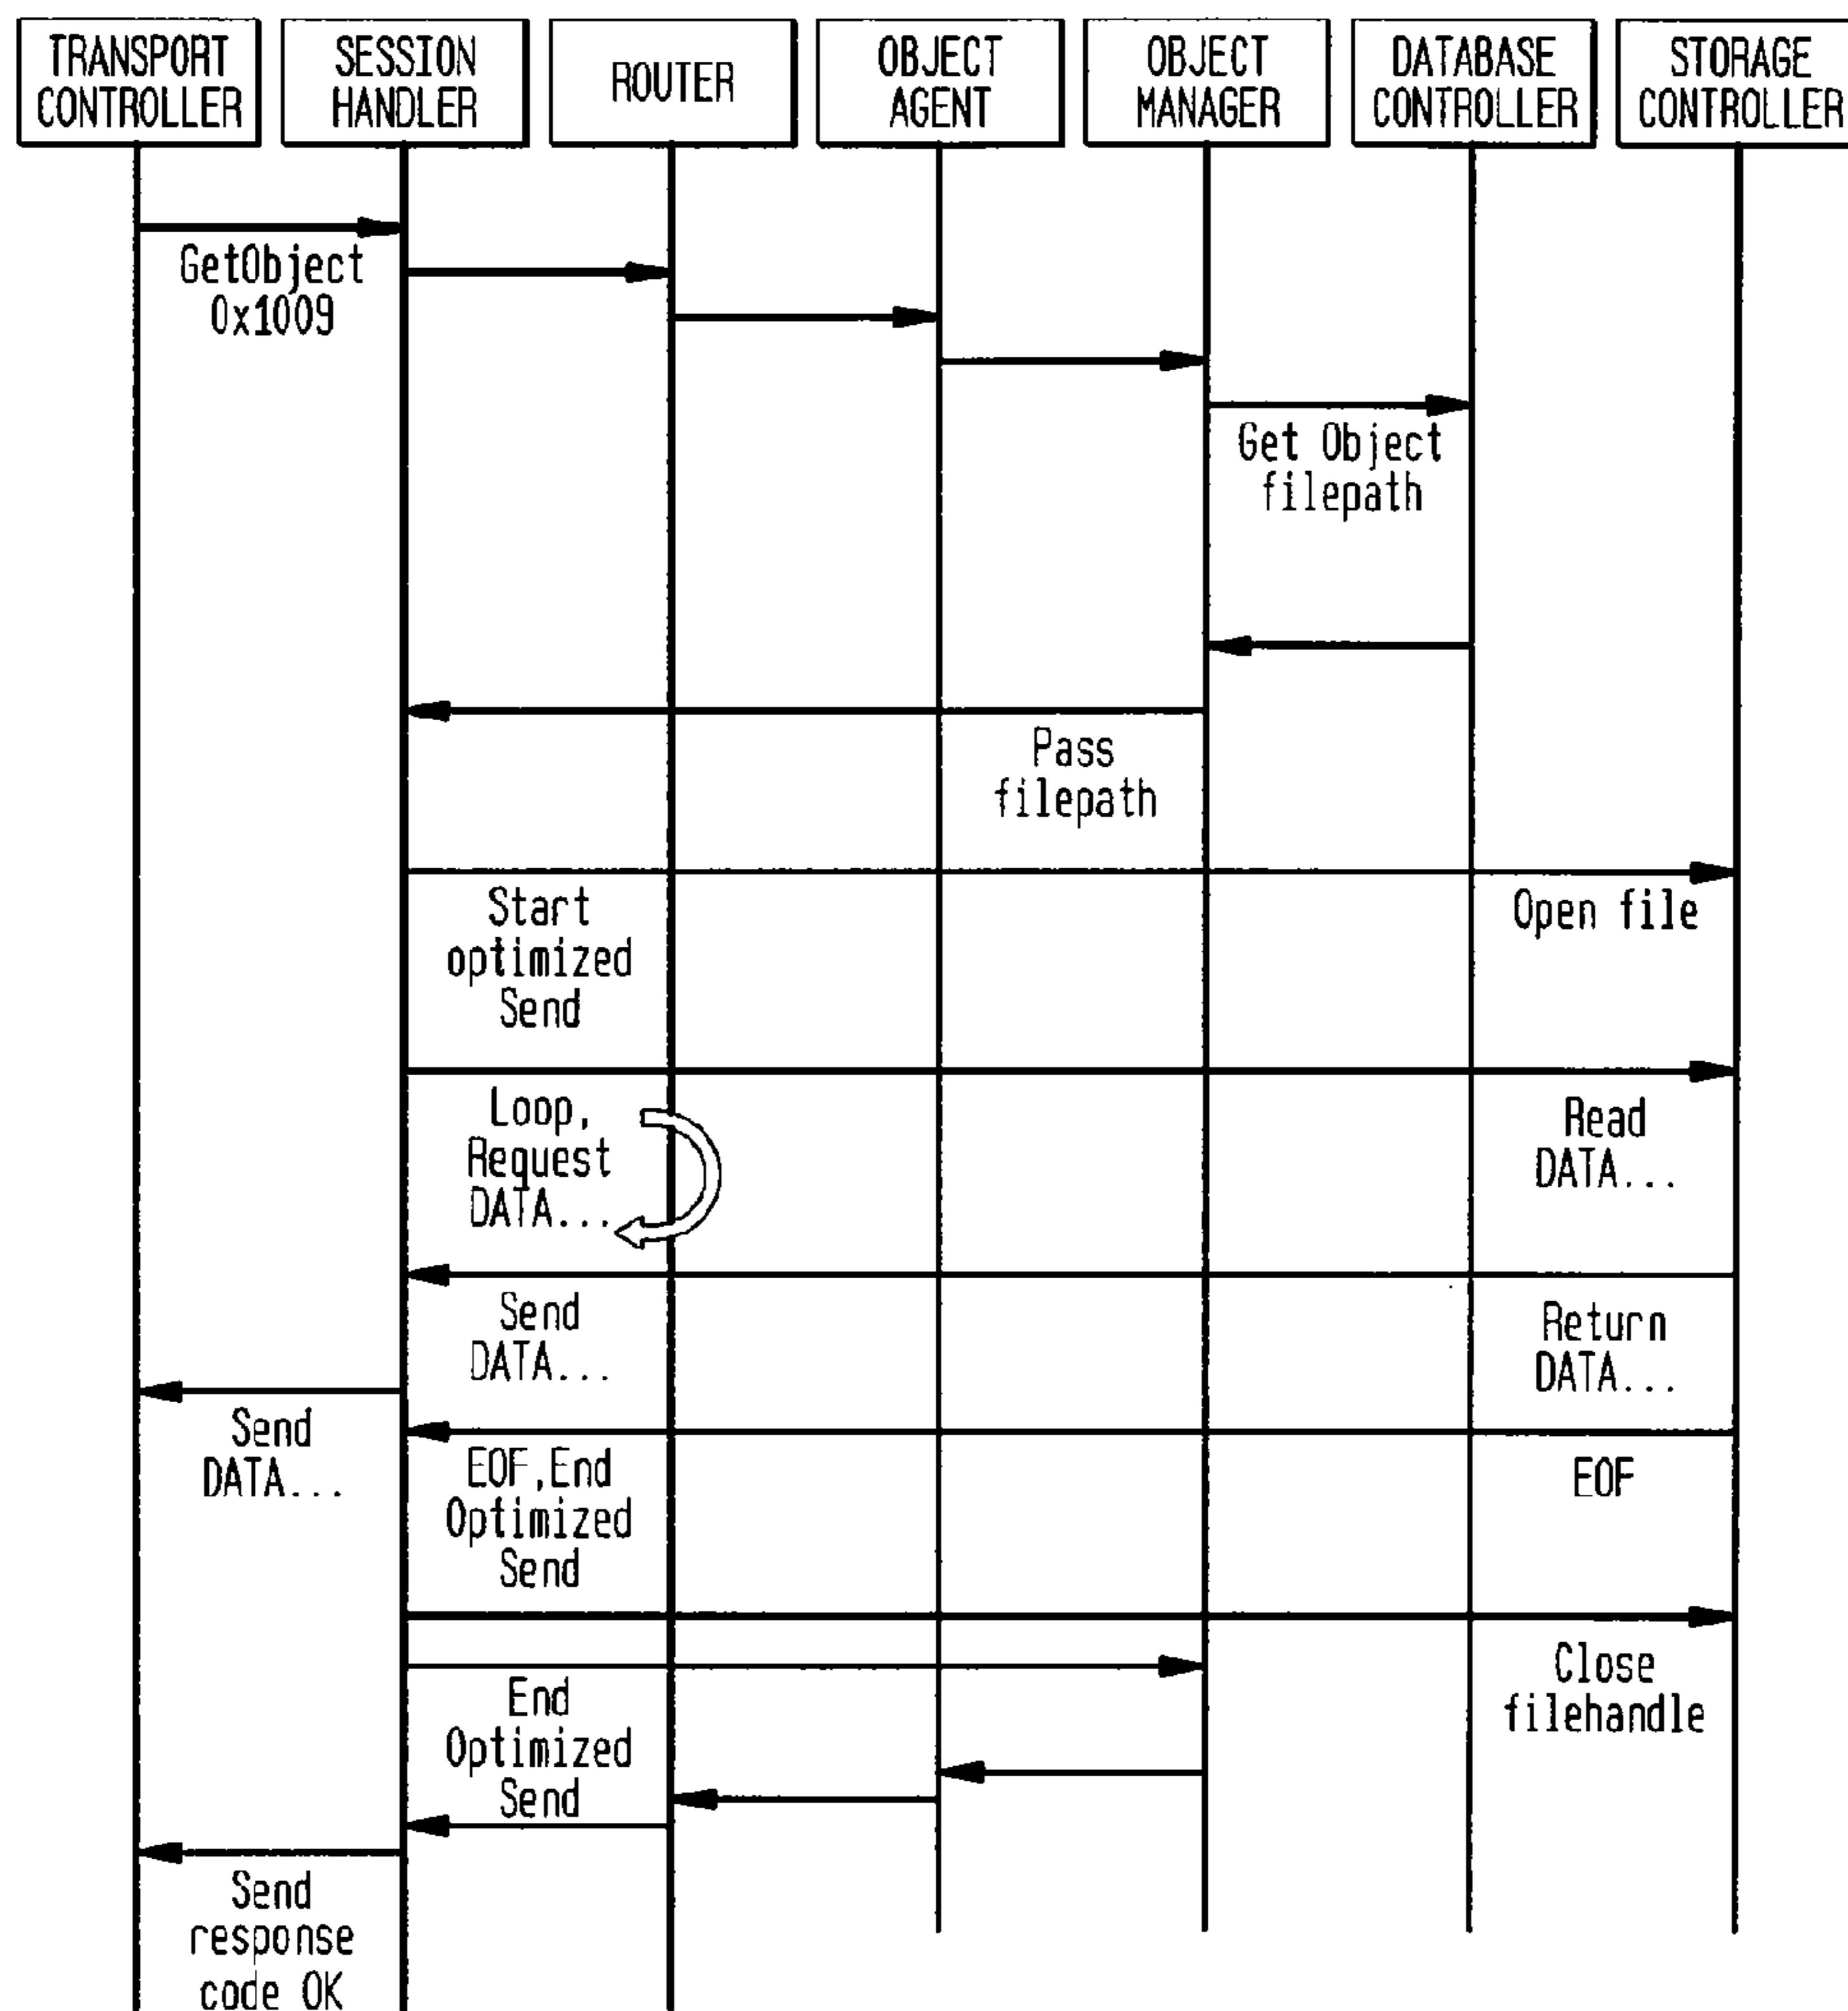 TRANSPORT
CONTROLLER
SESSION
HANDLER
ROUTER
OBJECT
AGENT
OBJECT
MANAGER
DATABASE
CONTROLLER
STORAGE
CONTROLLER
GetObject
0x1009
Get Object
filepath
Pass
filepath
Start
optimized
Send
Open file
Loop,
Request
DATA...
Read
DATA...
Send
DATA...
Return
DATA...
Send
DATA...
EOF,End
Optimized
Send
EOF
Close
filehandle
End
Optimized
Send
Send
response
code OK